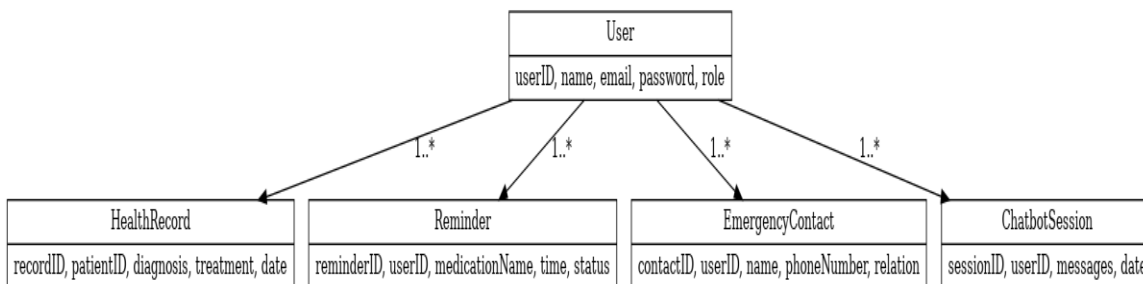 User
userID, name, email, password, role
1..* 1..* 1..* 1..*
HealthRecord Reminder EmergencyContact ChatbotSession
recordID, patientID, diagnosis, treatment, date reminderID, userID, medicationName, time, status contactID, userID, name, phoneNumber, relation sessionID, userID, messages, date